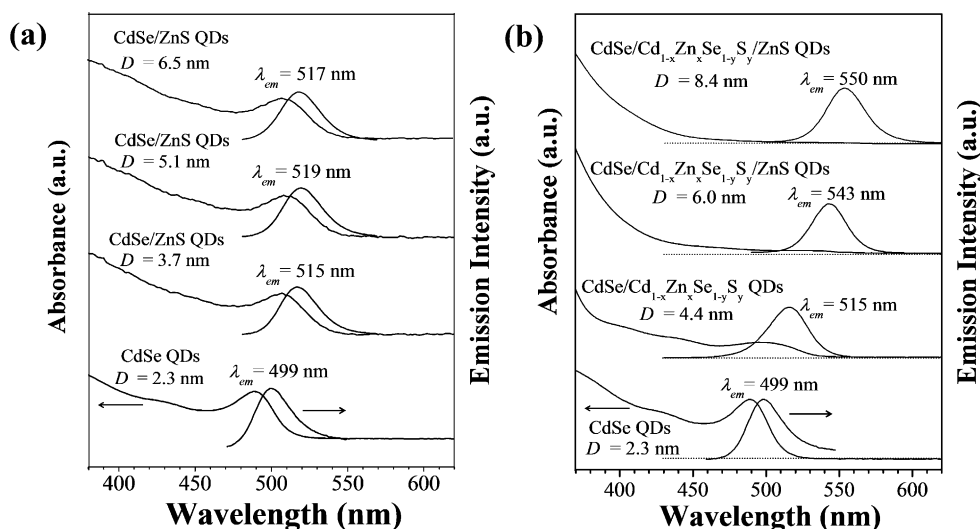 (a)
CdSe/ZnS QDs
D = 6.5 nm
λem = 517 nm
CdSe/ZnS QDs
D = 5.1 nm
λem = 519 nm
CdSe/ZnS QDs
D = 3.7 nm
λem = 515 nm
CdSe QDs
D = 2.3 nm
λem = 499 nm
Absorbance (a.u.)
Emission Intensity (a.u.)
400 450 500 550 600
Wavelength (nm)
(b)
CdSe/Cd1-xZnxSe1-ySy/ZnS QDs
D = 8.4 nm
λem = 550 nm
CdSe/Cd1-xZnxSe1-ySy/ZnS QDs
D = 6.0 nm
λem = 543 nm
CdSe/Cd1-xZnxSe1-ySy QDs
D = 4.4 nm
λem = 515 nm
λem = 499 nm
CdSe QDs
D = 2.3 nm
Absorbance (a.u.)
Emission Intensity (a.u.)
400 450 500 550 600
Wavelength (nm)